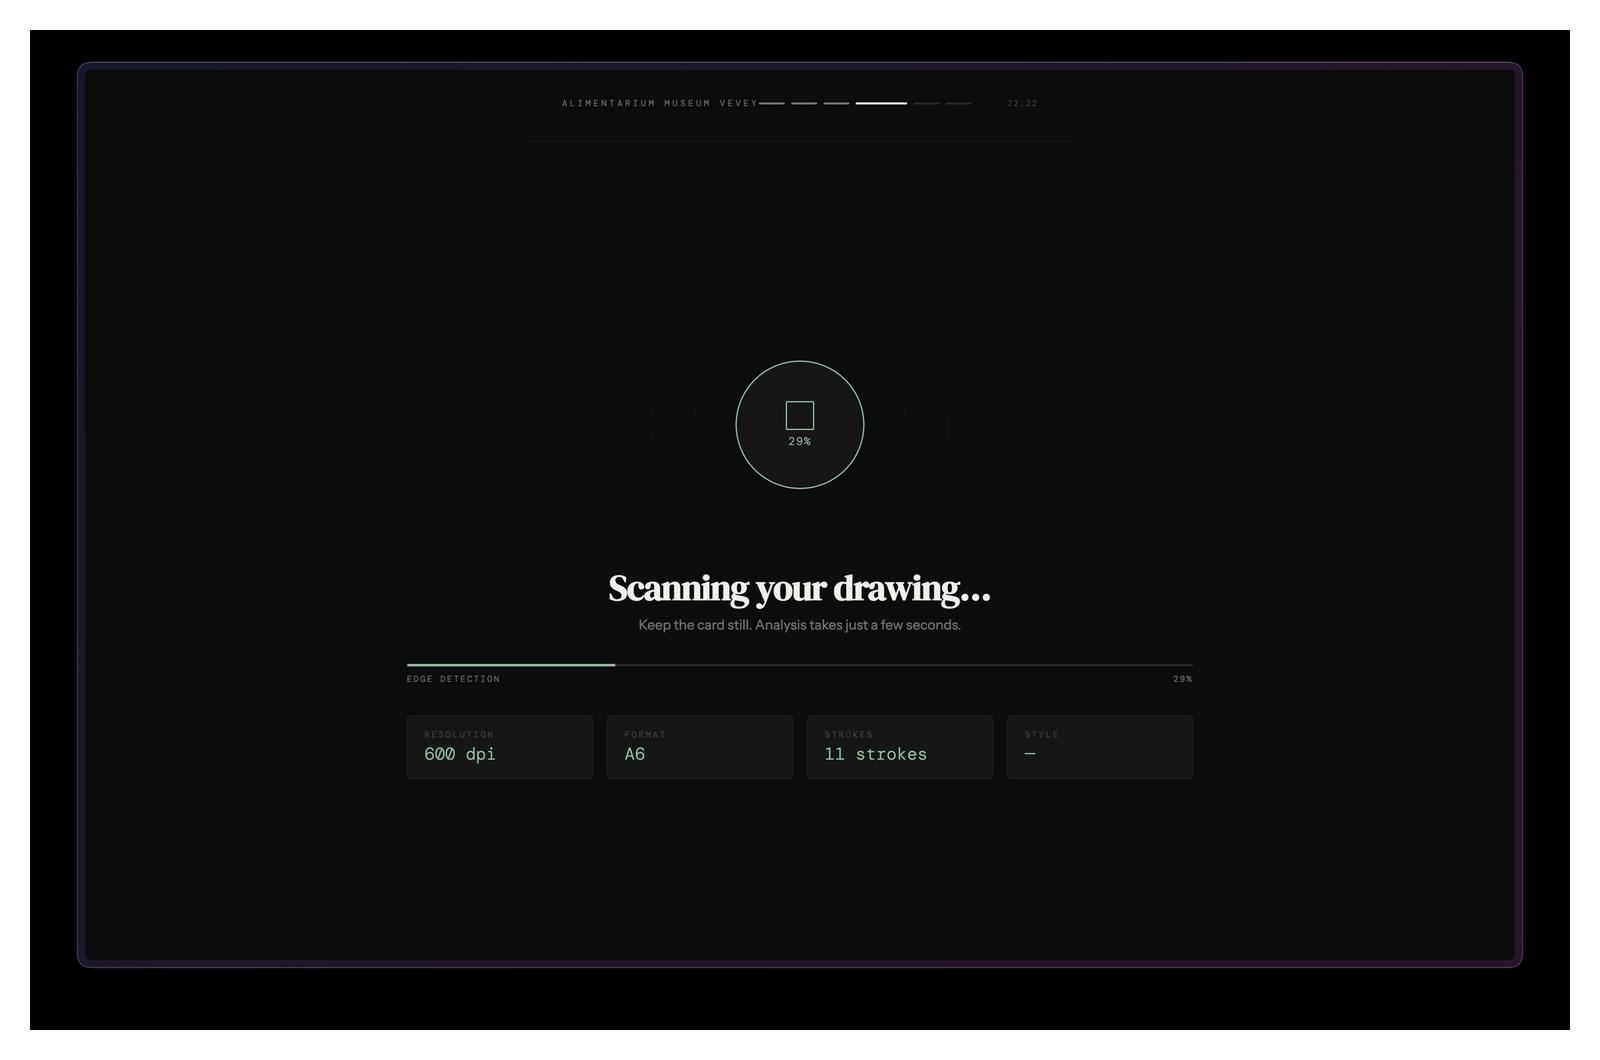 ALIMENTARIUM MUSEUM VEVEY
22:22
29%
Scanning your drawing...
Keep the card still. Analysis takes just a few seconds.
EDGE DETECTION 29%
RESOLUTION
600 dpi
FORMAT
A6
STROKES
11 strokes
STYLE
—